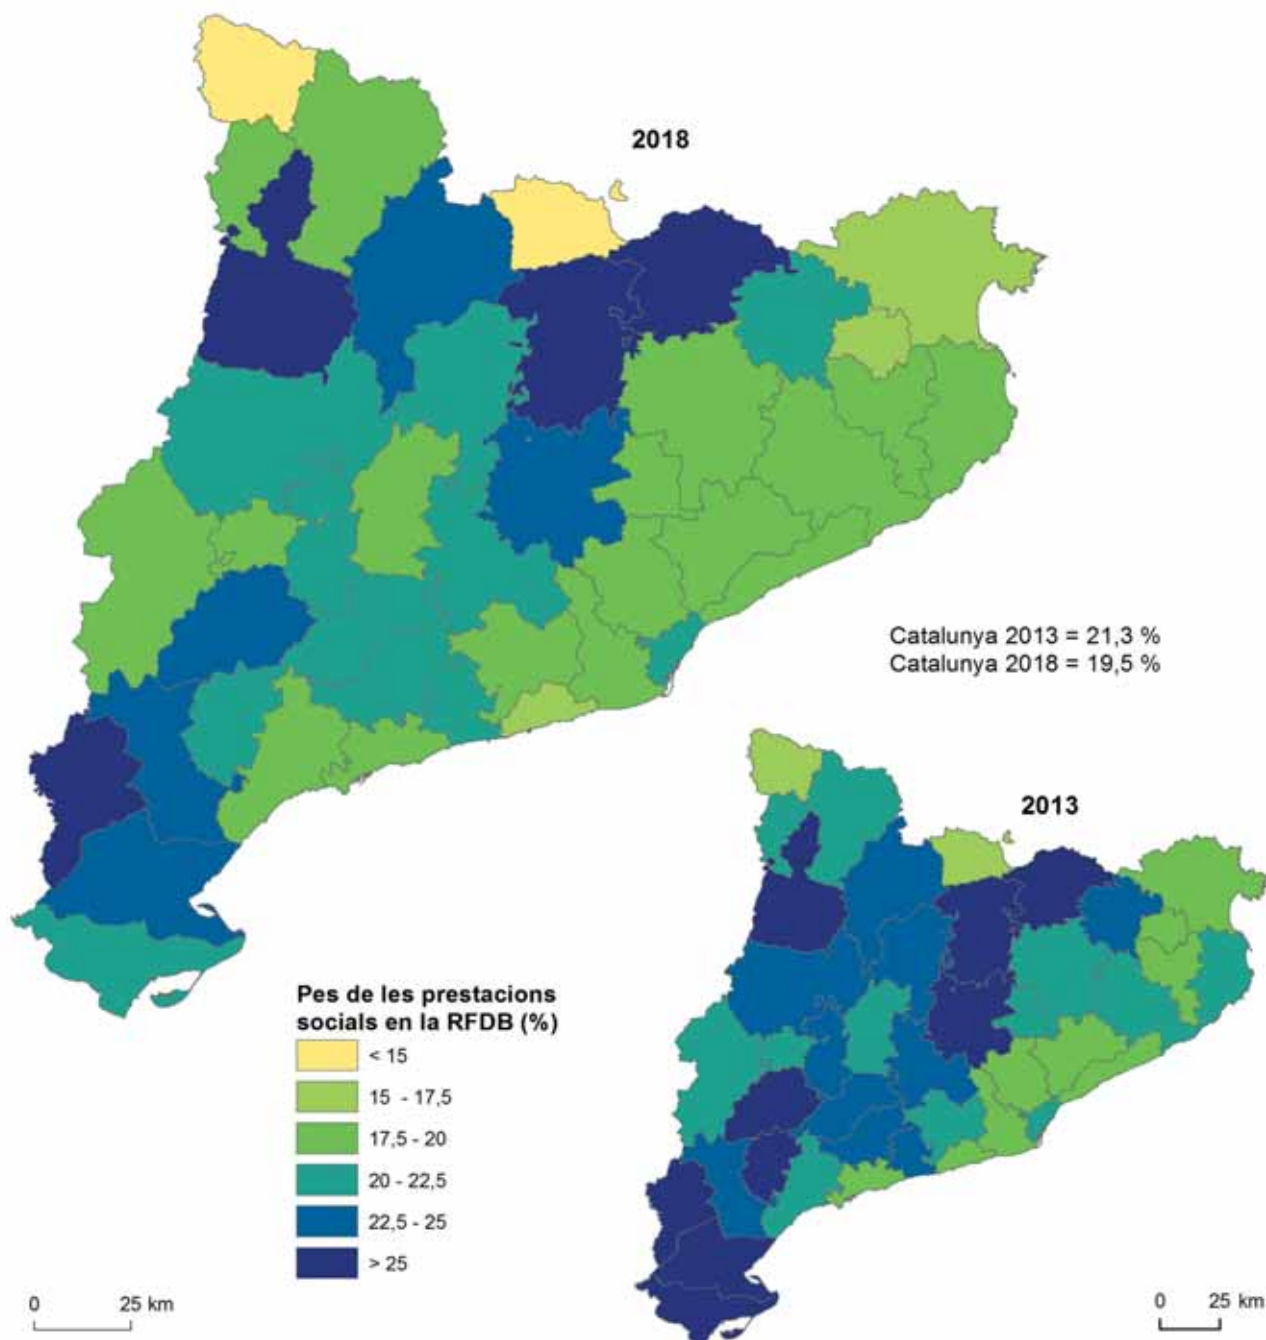 2018
Catalunya 2013 = 21,3 %
Catalunya 2018 = 19,5 %
2013
Pes de les prestacions
socials en la RFDB (%)
< 15
15 - 17,5
17,5 - 20
20 - 22,5
22,5 - 25
> 25
0 25 km
0 25 km